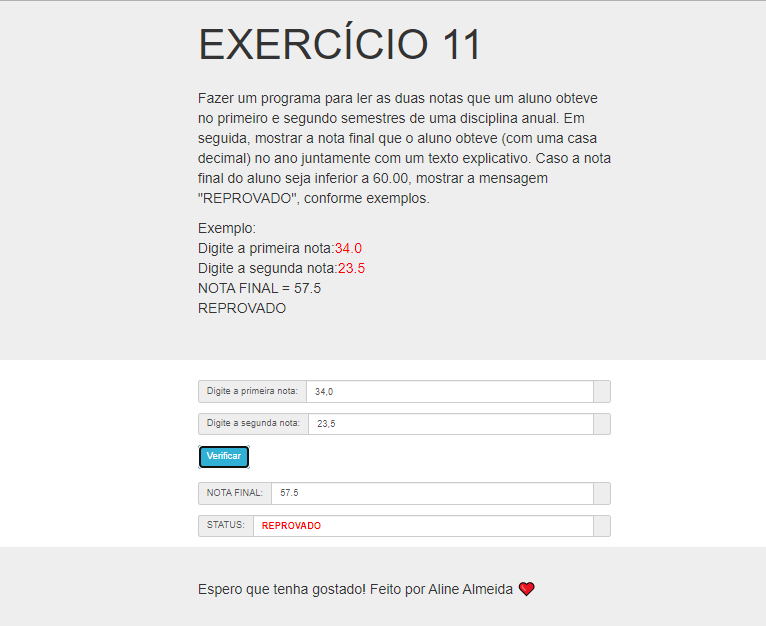 EXERCÍCIO 11
Fazer um programa para ler as duas notas que um aluno obteve
no primeiro e segundo semestres de uma disciplina anual. Em
seguida, mostrar a nota final que o aluno obteve (com uma casa
decimal) no ano juntamente com um texto explicativo. Caso a nota
final do aluno seja inferior a 60.00, mostrar a mensagem
"REPROVADO", conforme exemplos.
Exemplo:
Digite a primeira nota:34.0
Digite a segunda nota:23.5
NOTA FINAL = 57.5
REPROVADO
Digite a primeira nota: 34,0
Digite a segunda nota: 23,5
Verificar
NOTA FINAL: 57.5
STATUS: REPROVADO
Espero que tenha gostado! Feito por Aline Almeida